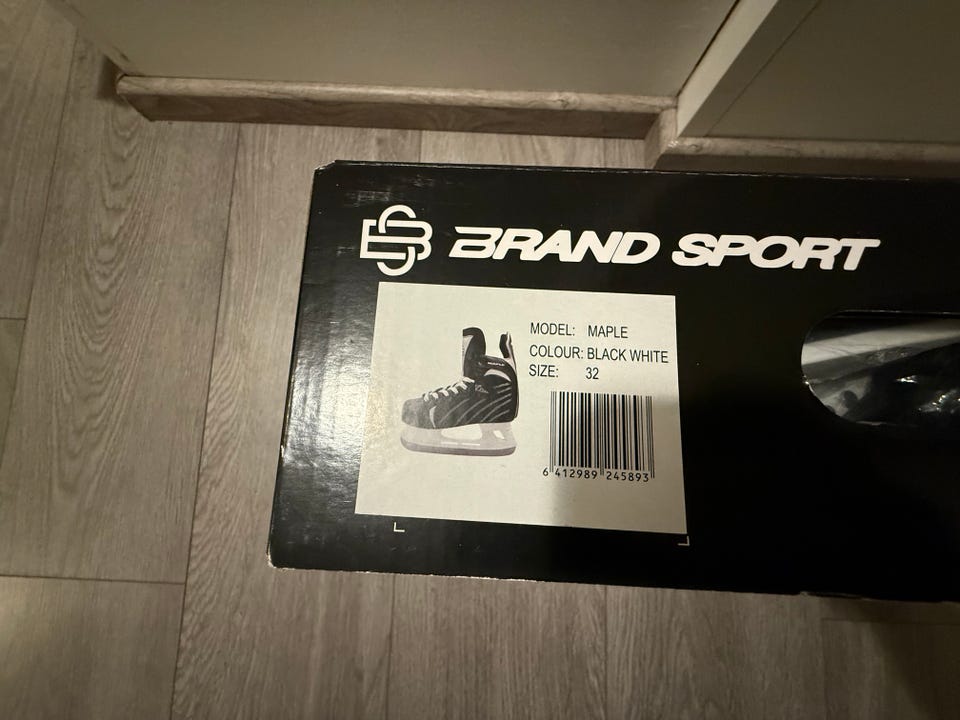 BRAND SPORT
MODEL: MAPLE
COLOUR: BLACK WHITE
SIZE: 32
6 412989 245893